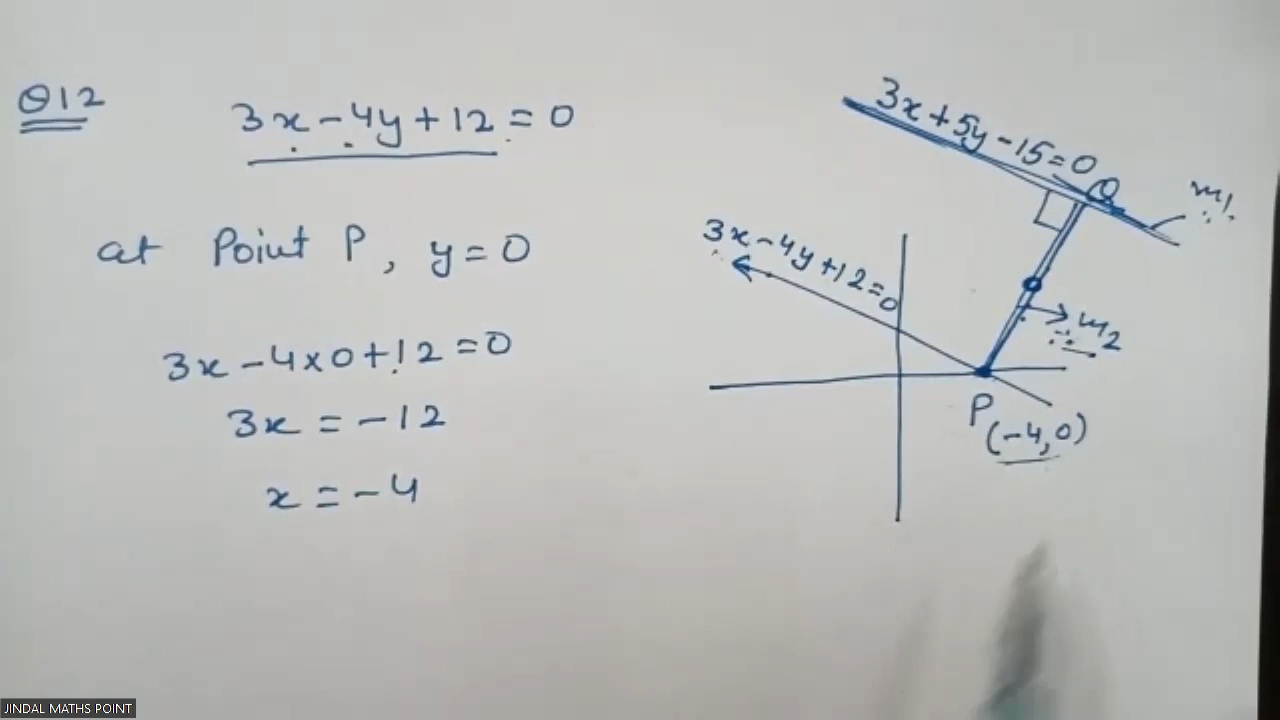 Q12
3x - 4y + 12 = 0
at Point P, y = 0
3x - 4x0 + 12 = 0
3x = -12
x = -4
3x + 5y - 15 = 0
Q
m1
3x - 4y + 12 = 0
m2
P(-4, 0)
JINDAL MATHS POINT